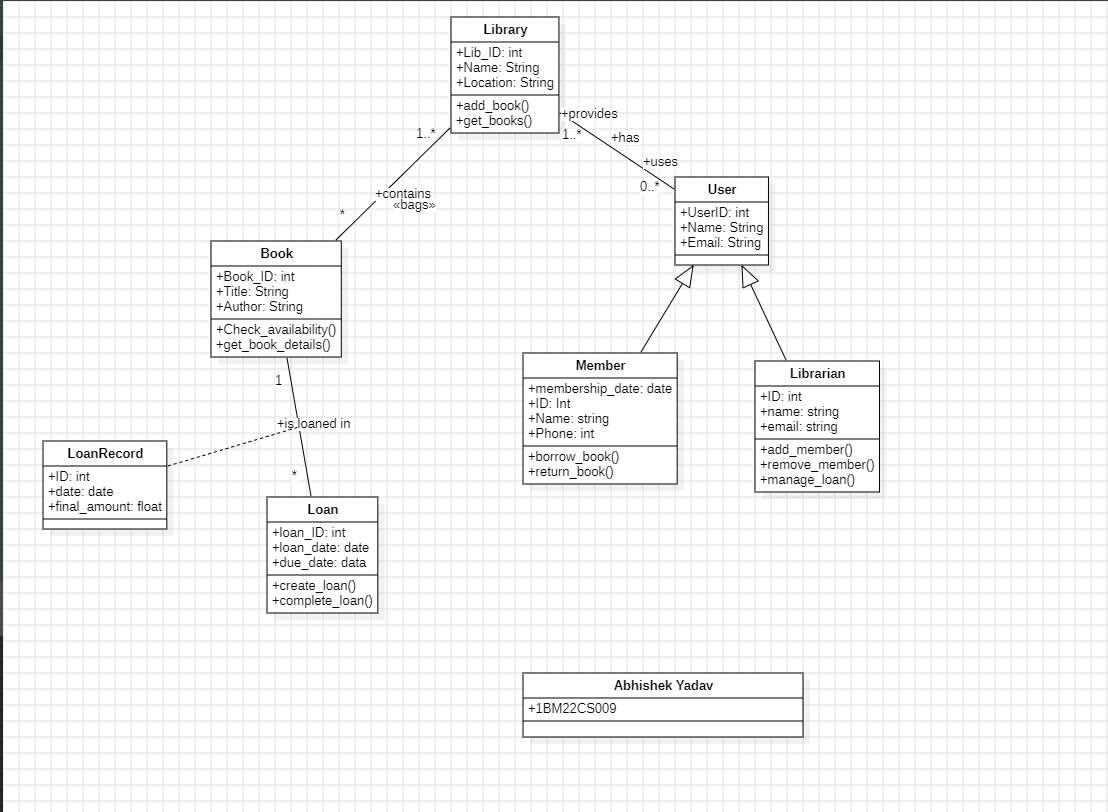 Library
+Lib_ID: int
+Name: String
+Location: String
+add_book()
+get_books()
+provides
1..*
1..*
+has
+uses
0..*
+contains
«bags»
*
User
+UserID: int
+Name: String
+Email: String
Book
+Book_ID: int
+Title: String
+Author: String
+Check_availability()
+get_book_details()
1
+is loaned in
*
Member
+membership_date: date
+ID: Int
+Name: string
+Phone: int
+borrow_book()
+return_book()
Librarian
+ID: int
+name: string
+email: string
+add_member()
+remove_member()
+manage_loan()
LoanRecord
+ID: int
+date: date
+final_amount: float
Loan
+loan_ID: int
+loan_date: date
+due_date: data
+create_loan()
+complete_loan()
Abhishek Yadav
+1BM22CS009